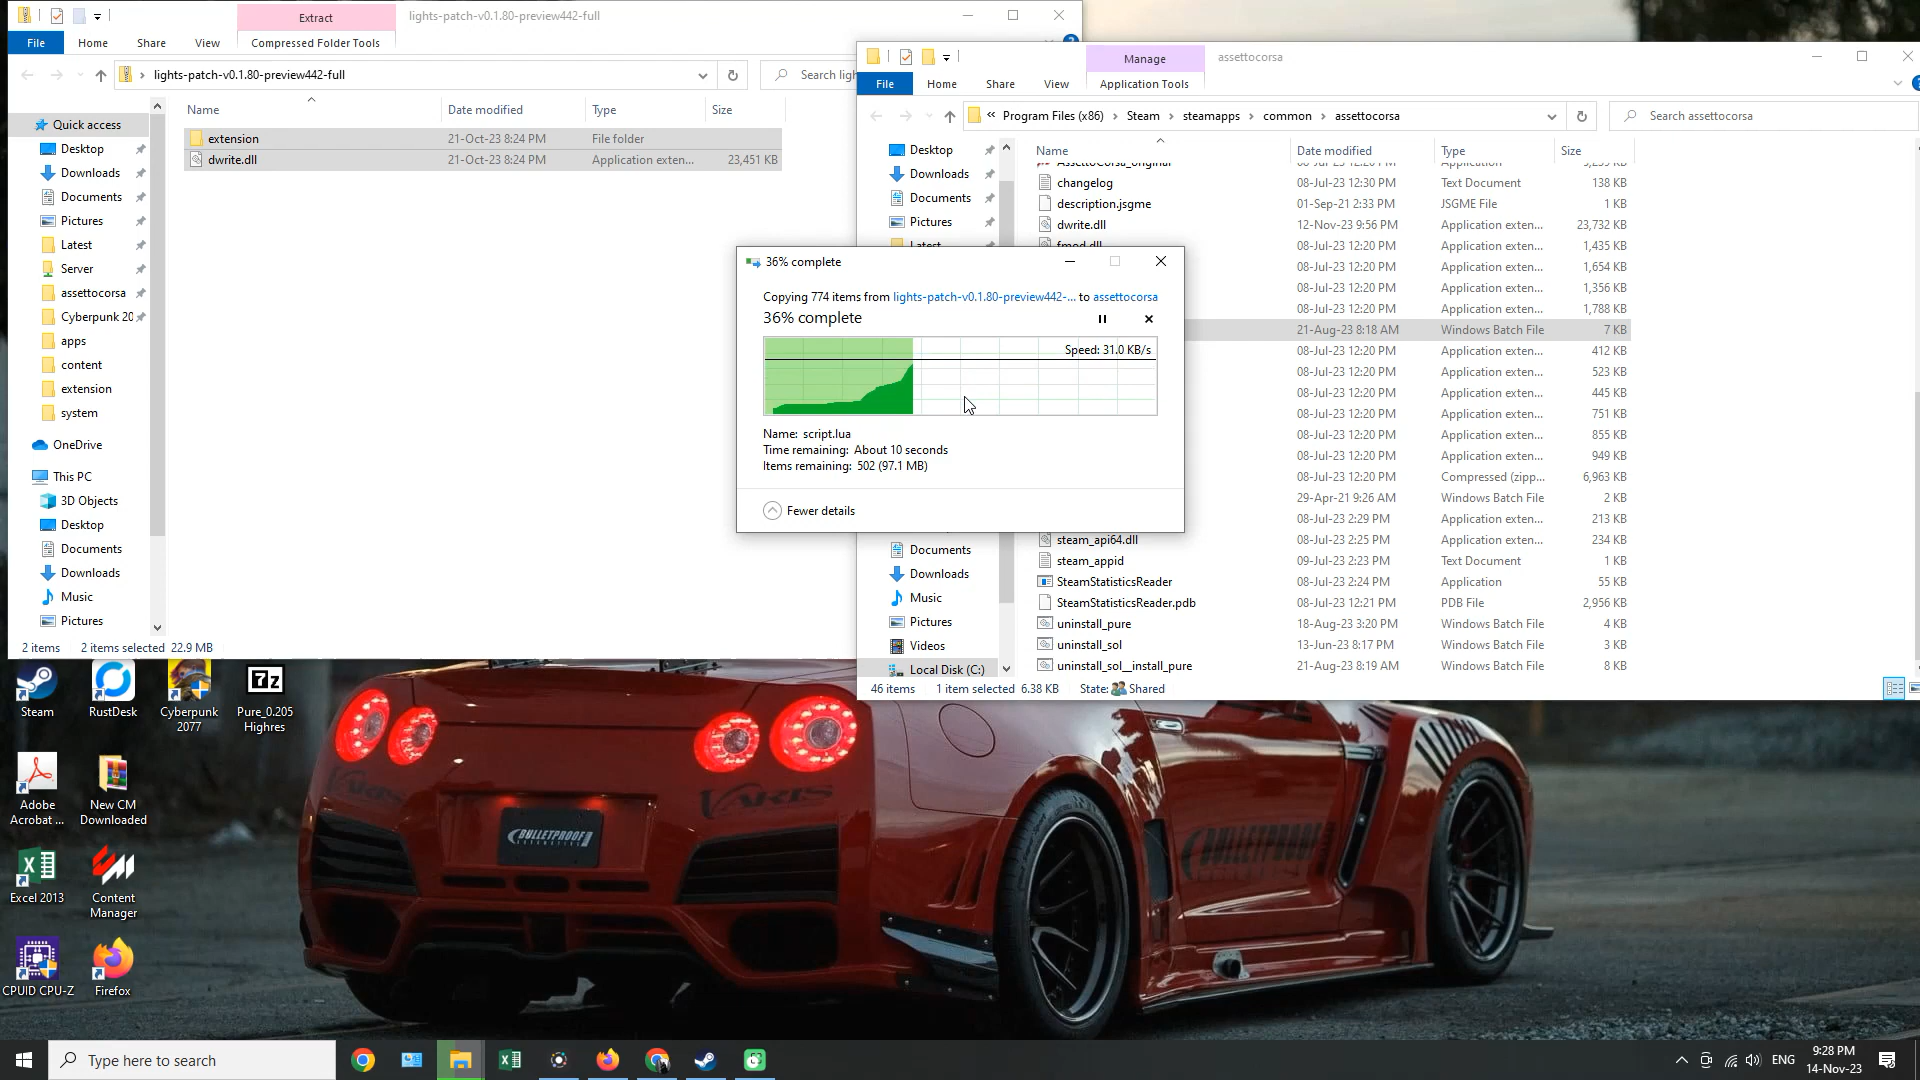 Extract
lights-patch-v0.1.80-preview442-full
File
Home
Share
View
Compressed Folder Tools
lights-patch-v0.1.80-preview442-full
Name
Date modified
Type
Size
Quick access
Desktop
Downloads
Documents
Pictures
Latest
Server
assettocorsa
Cyberpunk 20
apps
content
extension
system
OneDrive
This PC
3D Objects
Desktop
Documents
Downloads
Music
Pictures
extension
21-Oct-23 8:24 PM
File folder
dwrite.dll
21-Oct-23 8:24 PM
Application exten...
23,451 KB
2 items
2 items selected 22.9 MB
Manage
assettocorsa
File
Home
Share
View
Application Tools
Program Files (x86)
Steam
steamapps
common
assettocorsa
Search assettocorsa
Desktop
Downloads
Documents
Pictures
Documents
Downloads
Music
Pictures
Videos
Local Disk (C:)
Name
Date modified
Type
Size
changelog
08-Jul-23 12:30 PM
Text Document
138 KB
description.jsgme
01-Sep-21 2:33 PM
JSGME File
1 KB
dwrite.dll
12-Nov-23 9:56 PM
Application exten...
23,732 KB
08-Jul-23 12:20 PM
Application exten...
1,435 KB
08-Jul-23 12:20 PM
Application exten...
1,654 KB
08-Jul-23 12:20 PM
Application exten...
1,356 KB
08-Jul-23 12:20 PM
Application exten...
1,788 KB
21-Aug-23 8:18 AM
Windows Batch File
7 KB
08-Jul-23 12:20 PM
Application exten...
412 KB
08-Jul-23 12:20 PM
Application exten...
523 KB
08-Jul-23 12:20 PM
Application exten...
445 KB
08-Jul-23 12:20 PM
Application exten...
751 KB
08-Jul-23 12:20 PM
Application exten...
855 KB
08-Jul-23 12:20 PM
Application exten...
949 KB
08-Jul-23 12:20 PM
Compressed (zipp...
6,963 KB
29-Apr-21 9:26 AM
Windows Batch File
2 KB
08-Jul-23 2:29 PM
Application exten...
213 KB
steam_api64.dll
08-Jul-23 2:25 PM
Application exten...
234 KB
steam_appid
09-Jul-23 2:23 PM
Text Document
1 KB
SteamStatisticsReader
08-Jul-23 2:24 PM
Application
55 KB
SteamStatisticsReader.pdb
08-Jul-23 12:21 PM
PDB File
2,956 KB
uninstall_pure
18-Aug-23 3:20 PM
Windows Batch File
4 KB
uninstall_sol
13-Jun-23 8:17 PM
Windows Batch File
3 KB
uninstall_sol__install_pure
21-Aug-23 8:19 AM
Windows Batch File
8 KB
46 items
1 item selected 6.38 KB
State: Shared
36% complete
Copying 774 items from lights-patch-v0.1.80-preview442-... to assettocorsa
36% complete
Speed: 31.0 KB/s
Name: script.lua
Time remaining: About 10 seconds
Items remaining: 502 (97.1 MB)
Fewer details
Steam
RustDesk
Cyberpunk 2077
Pure_0.205 Highres
Adobe Acrobat ...
New CM Downloaded
Excel 2013
Content Manager
CPUID CPU-Z
Firefox
BULLETPROOF
AUTOMOTIVE
BULLETPROOF
Type here to search
ENG
9:28 PM
14-Nov-23